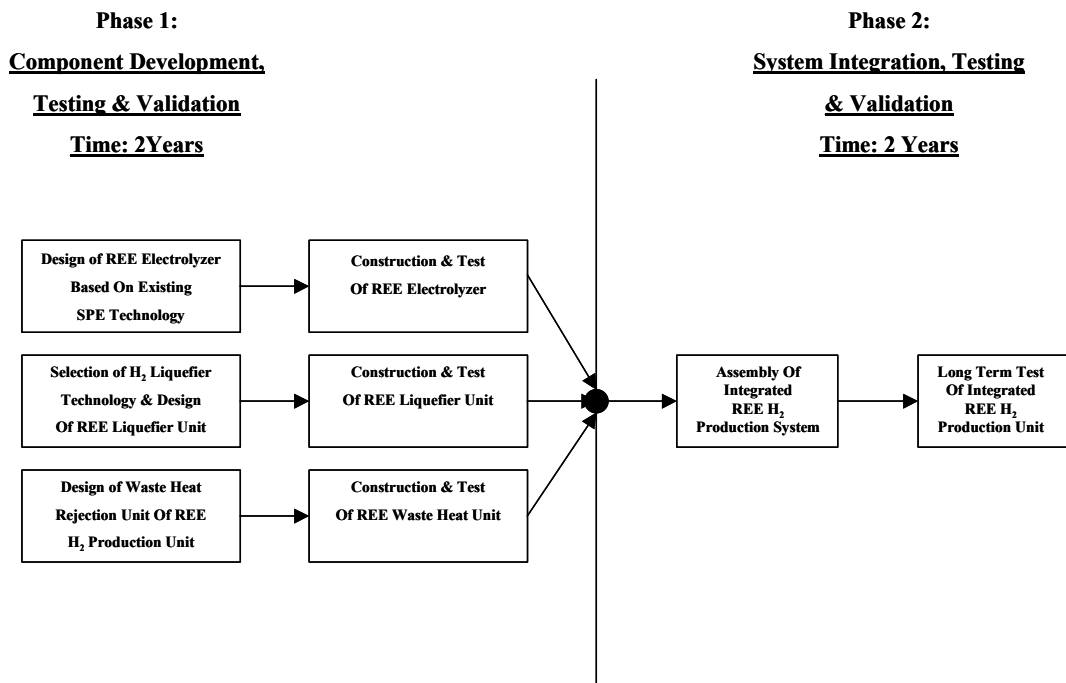 Phase 1:
Component Development,
Testing & Validation
Time: 2Years
Phase 2:
System Integration, Testing
& Validation
Time: 2 Years
Design of REE Electrolyzer
Based On Existing
SPE Technology
Construction & Test
Of REE Electrolyzer
Selection of H₂ Liquefier
Technology & Design
Of REE Liquefier Unit
Construction & Test
Of REE Liquefier Unit
Design of Waste Heat
Rejection Unit Of REE
H₂ Production Unit
Construction & Test
Of REE Waste Heat Unit
Assembly Of
Integrated
REE H₂
Production System
Long Term Test
Of Integrated
REE H₂
Production Unit